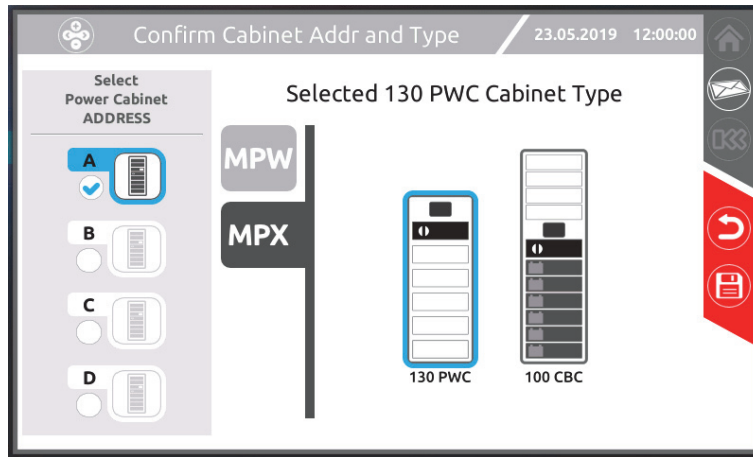 Confirm Cabinet Addr and Type
23.05.2019 12:00:00
Select
Power Cabinet
ADDRESS
A
B
C
D
Selected 130 PWC Cabinet Type
MPW
MPX
130 PWC
100 CBC